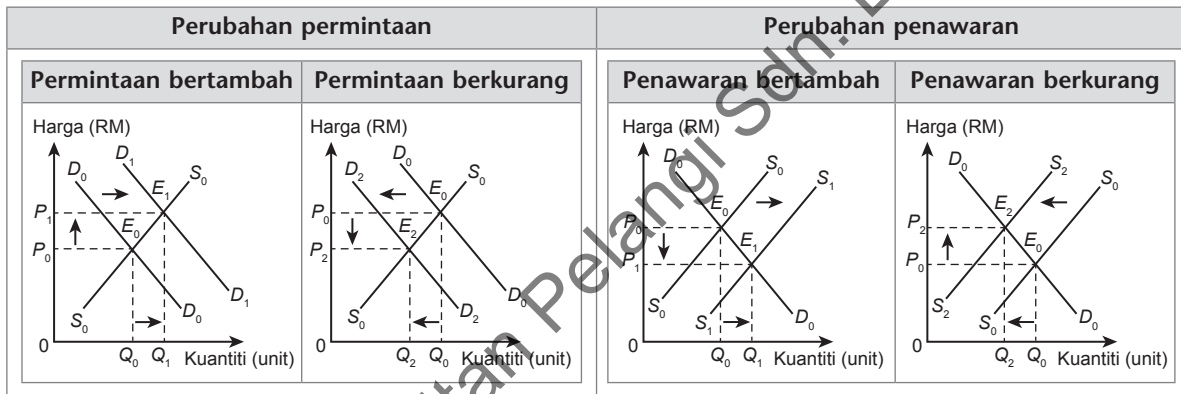 Perubahan permintaan
Perubahan penawaran
Permintaan bertambah
Permintaan berkurang
Penawaran bertambah
Penawaran berkurang
Harga (RM)
D₁
D₀
S₀
E₁
P₁
E₀
P₀
D₁
S₀
D₀
0
Q₀ Q₁ Kuantiti (unit)
Harga (RM)
D₀
D₂
S₀
E₀
P₀
E₂
P₂
D₀
S₀
D₂
0
Q₂ Q₀ Kuantiti (unit)
Harga (RM)
D₀
S₀
S₁
E₀
P₀
E₁
P₁
S₀
S₁
D₀
0
Q₀ Q₁ Kuantiti (unit)
Harga (RM)
D₀
S₂
S₀
E₂
P₂
E₀
P₀
S₂
S₀
D₀
0
Q₂ Q₀ Kuantiti (unit)
Pelangi Sdn.